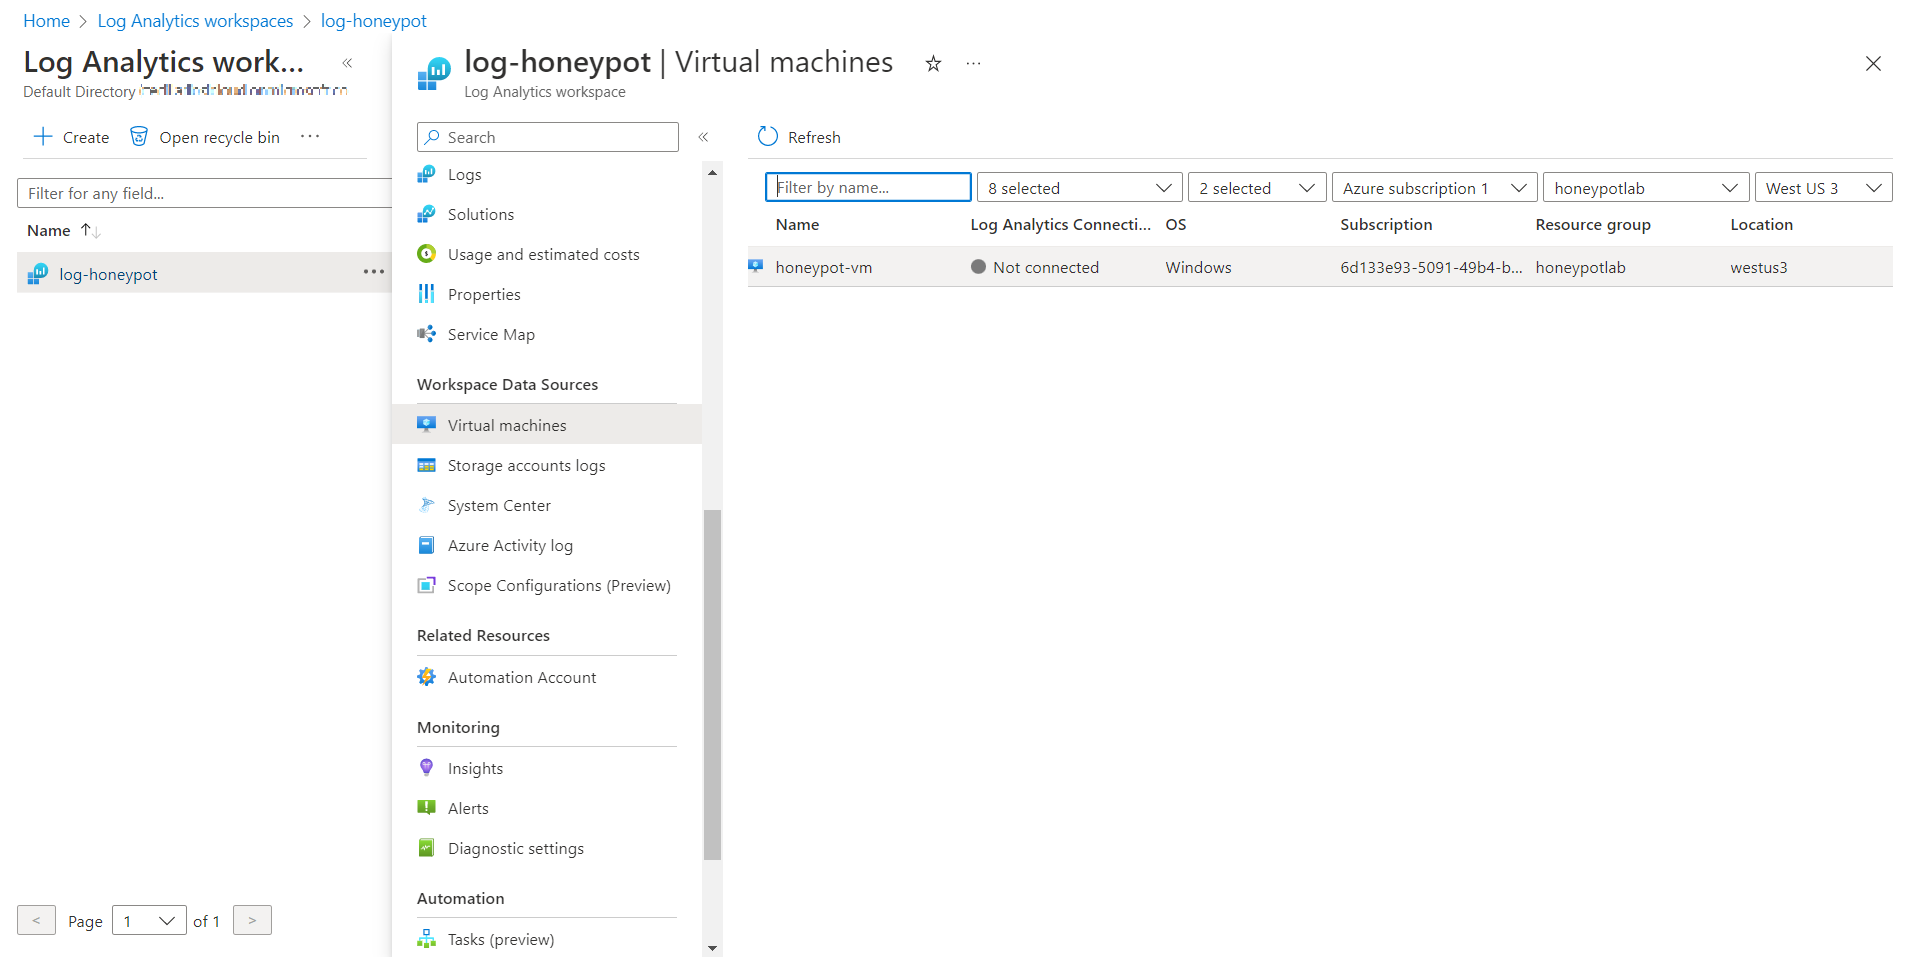 Home > Log Analytics workspaces > log-honeypot
Log Analytics work...
«
Default Directory
Create
Open recycle bin
...
Filter for any field...
Name ↑↓
log-honeypot
...
< Page 1 of 1 >
log-honeypot | Virtual machines
...
Log Analytics workspace
Search
«
Logs
Solutions
Usage and estimated costs
Properties
Service Map
Workspace Data Sources
Virtual machines
Storage accounts logs
System Center
Azure Activity log
Scope Configurations (Preview)
Related Resources
Automation Account
Monitoring
Insights
Alerts
Diagnostic settings
Automation
Tasks (preview)
Refresh
Filter by name... 8 selected 2 selected Azure subscription 1 honeypotlab West US 3
Name Log Analytics Connecti... OS Subscription Resource group Location
honeypot-vm Not connected Windows 6d133e93-5091-49b4-b... honeypotlab westus3